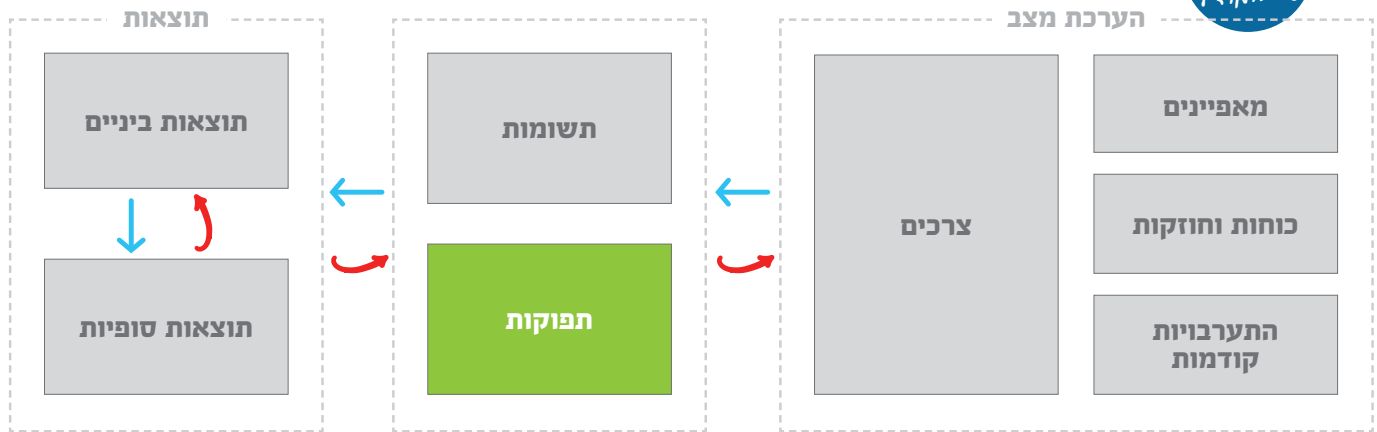 הערכת מצב
מאפיינים
כוחות וחוזקות
התערבויות
קודמות
צרכים
תשומות
תפוקות
תוצאות
תוצאות ביניים
תוצאות סופיות